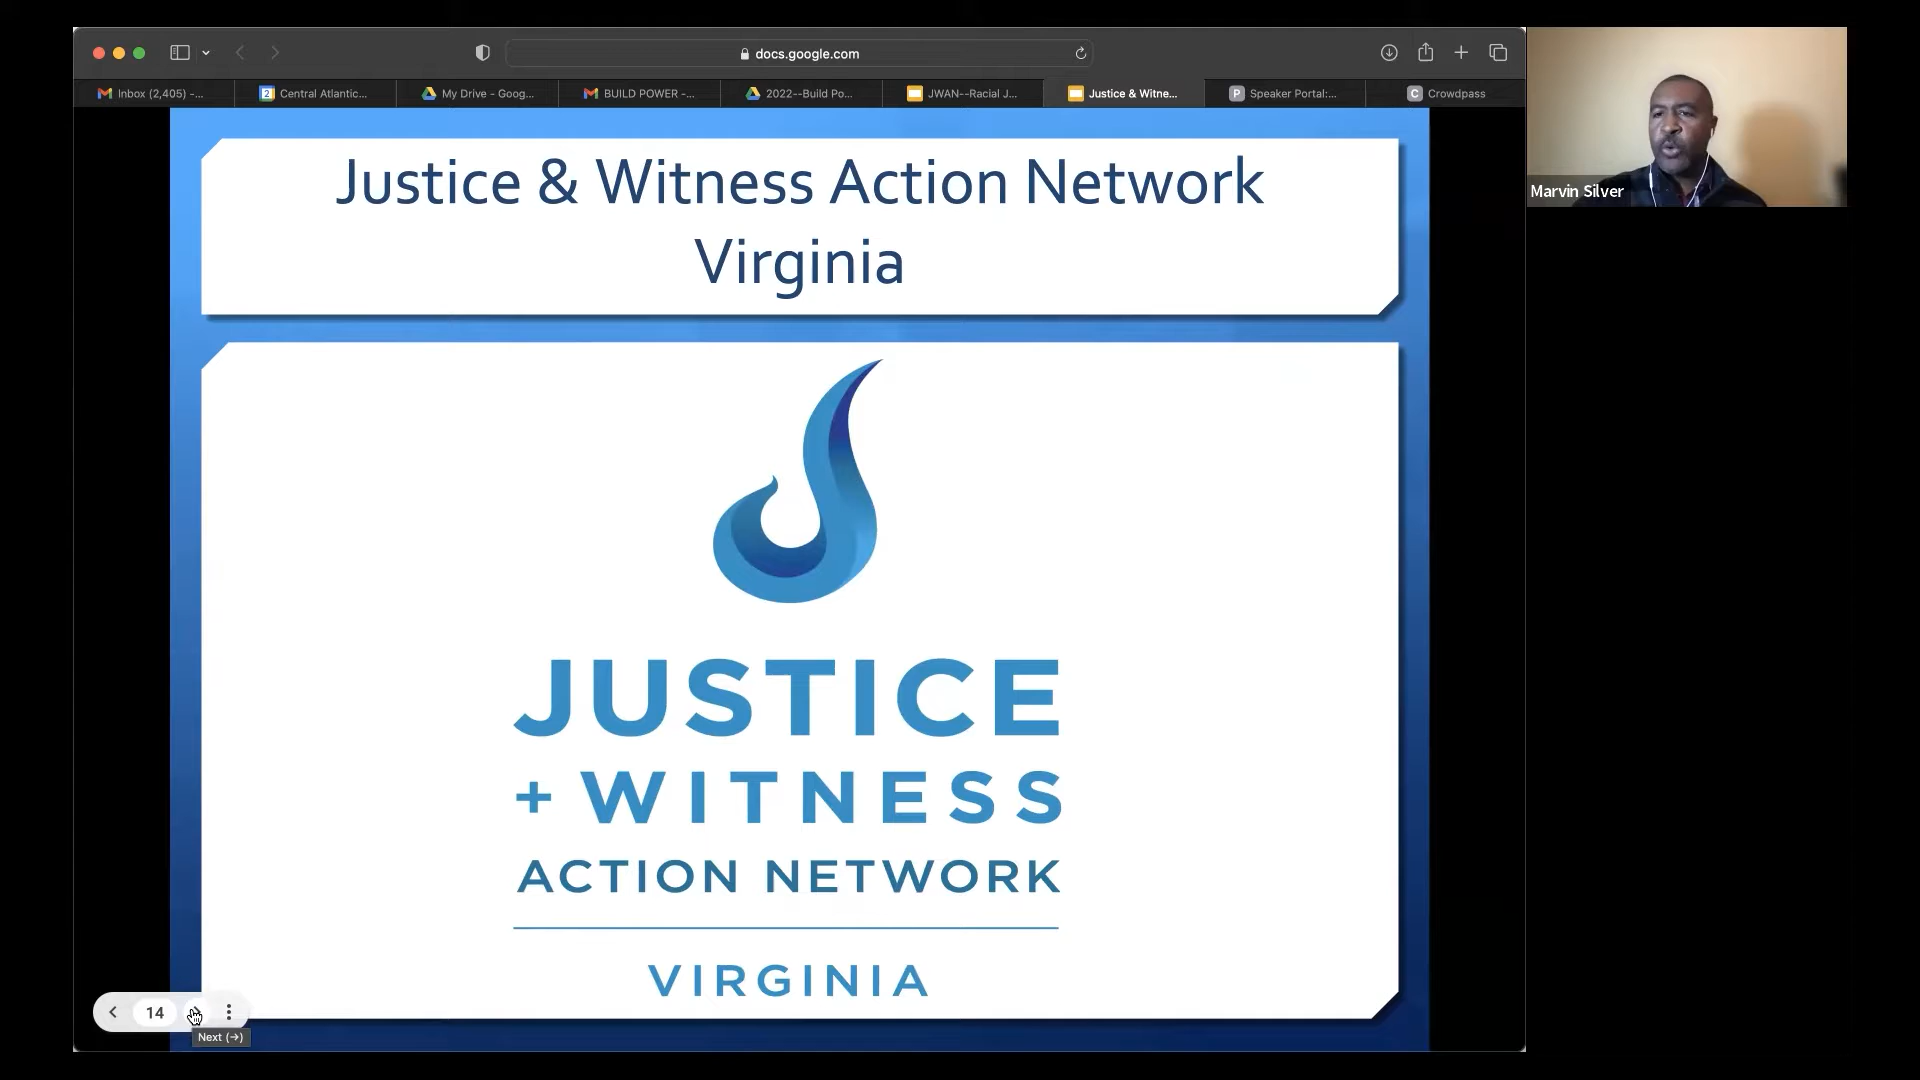 docs.google.com
Inbox (2,405) -...
2
Central Atlantic...
My Drive - Goog...
BUILD POWER -...
2022--Build Po...
JWAN--Racial J...
Justice & Witne...
P
Speaker Portal:...
C
Crowdpass
Marvin Silver
Justice & Witness Action Network
Virginia
JUSTICE
+ WITNESS
ACTION NETWORK
VIRGINIA
14
Next (→)